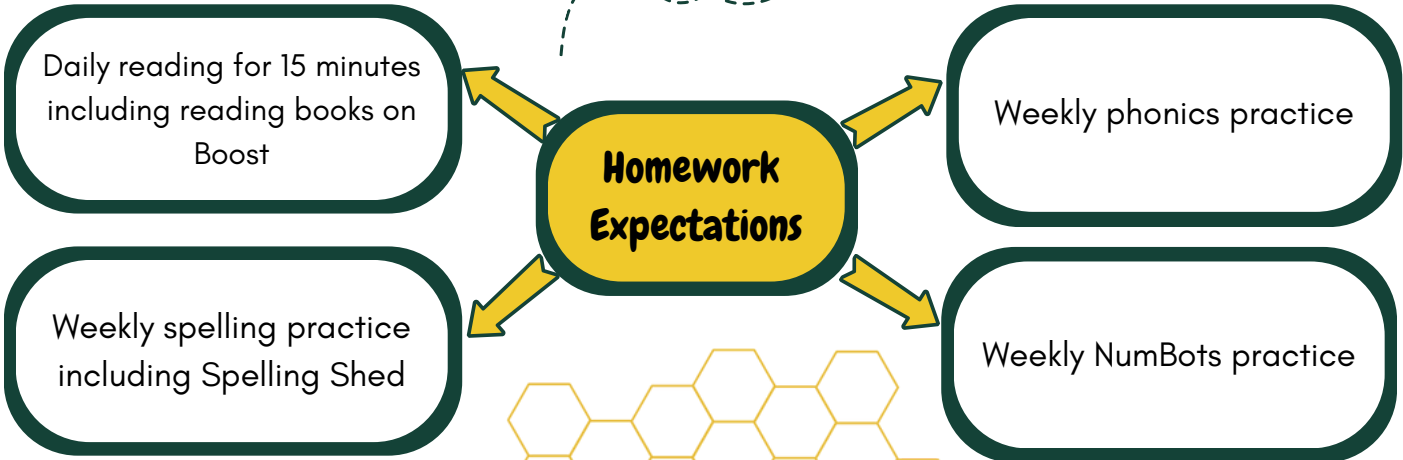 Daily reading for 15 minutes
including reading books on
Boost
Weekly phonics practice
Homework
Expectations
Weekly spelling practice
including Spelling Shed
Weekly NumBots practice